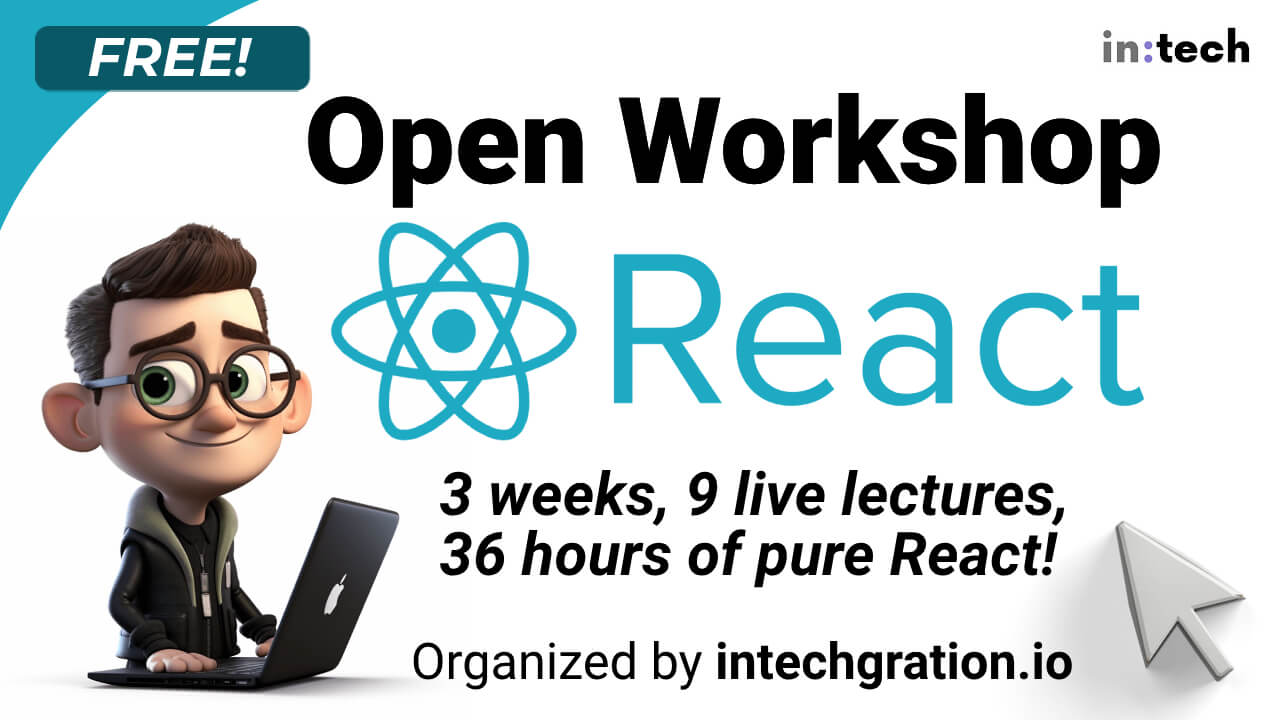 FREE!
in:tech
Open Workshop
React
3 weeks, 9 live lectures,
36 hours of pure React!
Organized by intechgration.io